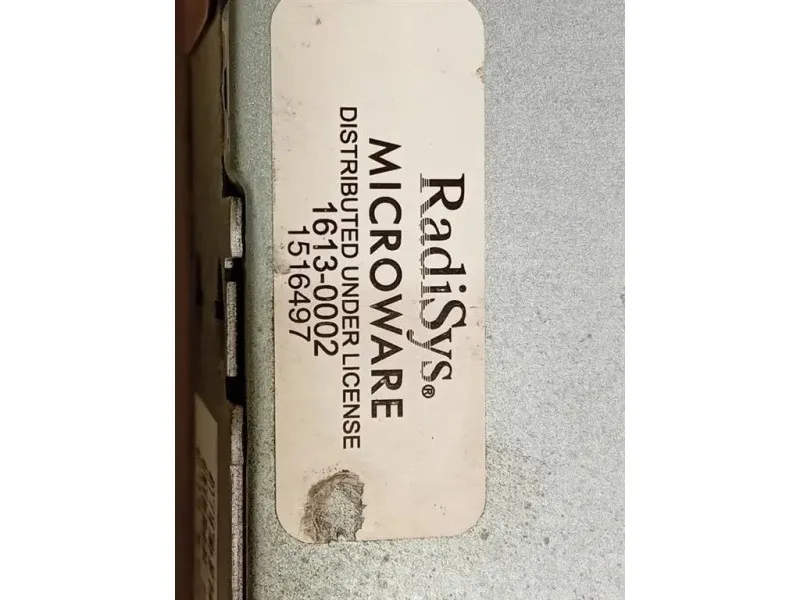 RadiSys®
MICROWARE
DISTRIBUTED UNDER LICENSE
1613-0002
1516497